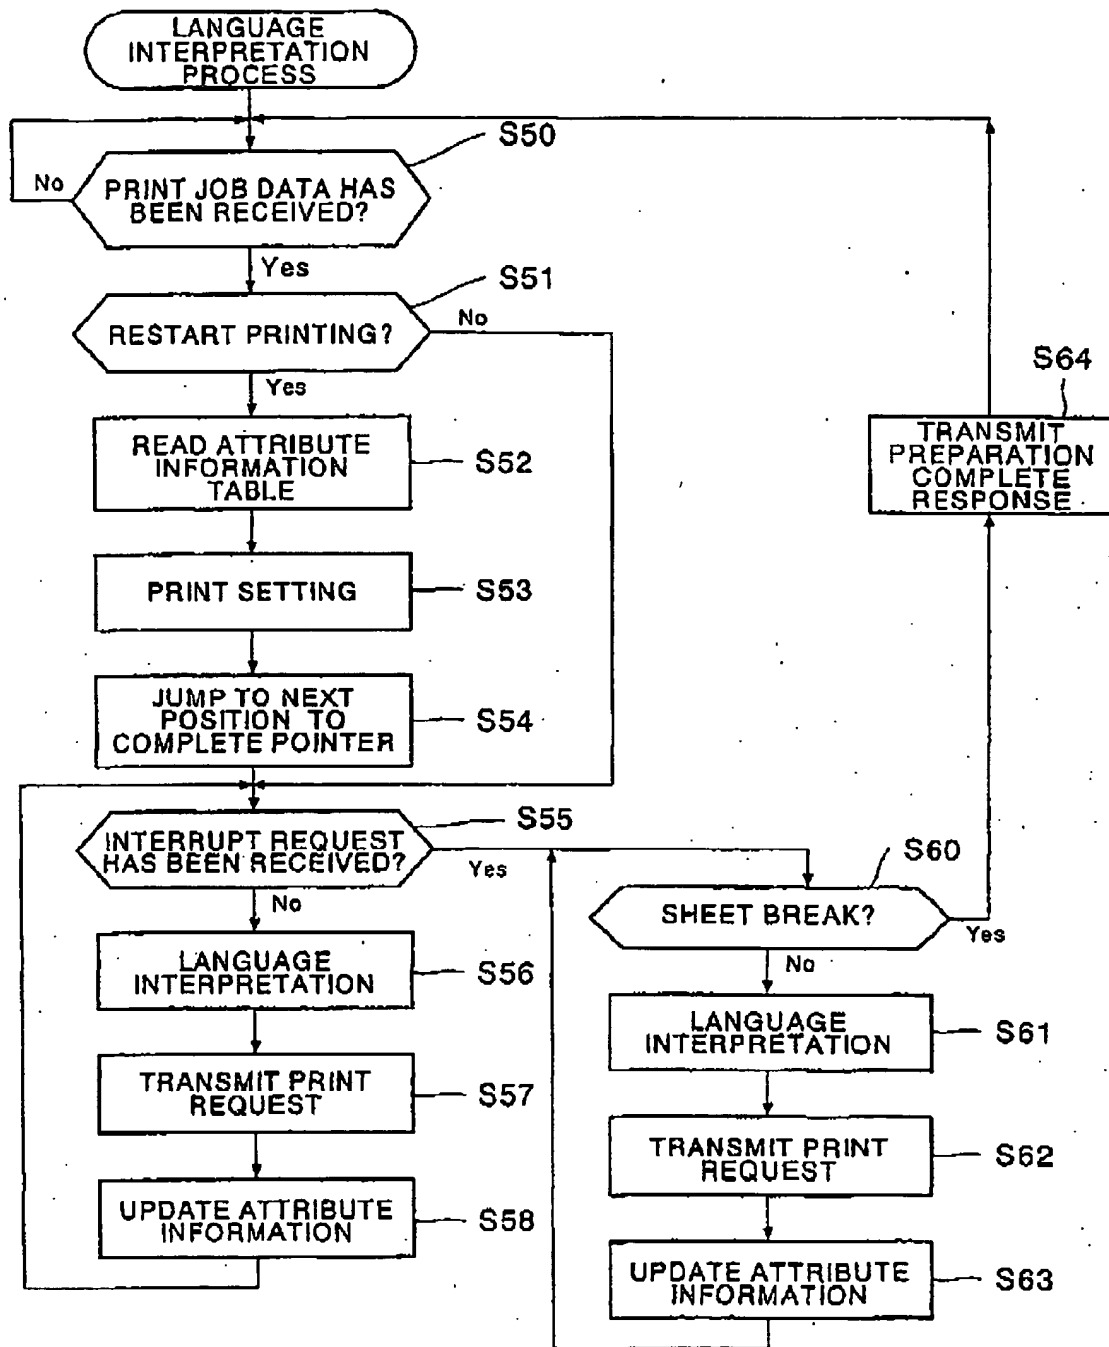 LANGUAGE
INTERPRETATION
PROCESS
S50
No
PRINT JOB DATA HAS
BEEN RECEIVED?
Yes
S51
RESTART PRINTING?
No
Yes
S64
READ ATTRIBUTE
INFORMATION
TABLE
S52
TRANSMIT
PREPARATION
COMPLETE
RESPONSE
PRINT SETTING
S53
JUMP TO NEXT
POSITION TO
COMPLETE POINTER
S54
S55
INTERRUPT REQUEST
HAS BEEN RECEIVED?
Yes
No
S60
SHEET BREAK?
Yes
No
LANGUAGE
INTERPRETATION
S56
LANGUAGE
INTERPRETATION
S61
TRANSMIT PRINT
REQUEST
S57
TRANSMIT PRINT
REQUEST
S62
UPDATE ATTRIBUTE
INFORMATION
S58
UPDATE ATTRIBUTE
INFORMATION
S63